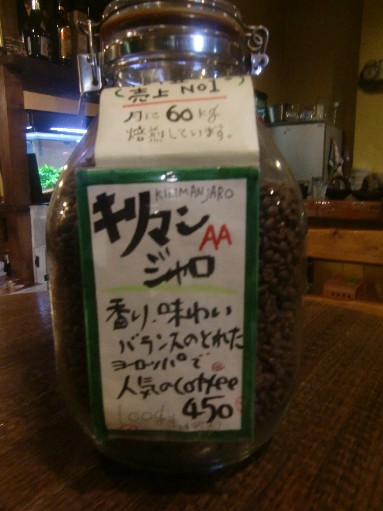 (売上 No1)
月に60kg
焙煎しています。
KILIMANJARO
キリマン
AA
ジャロ
香り、味わい
バランスのとれた
ヨーロッパで
人気のcoffee
100g 450